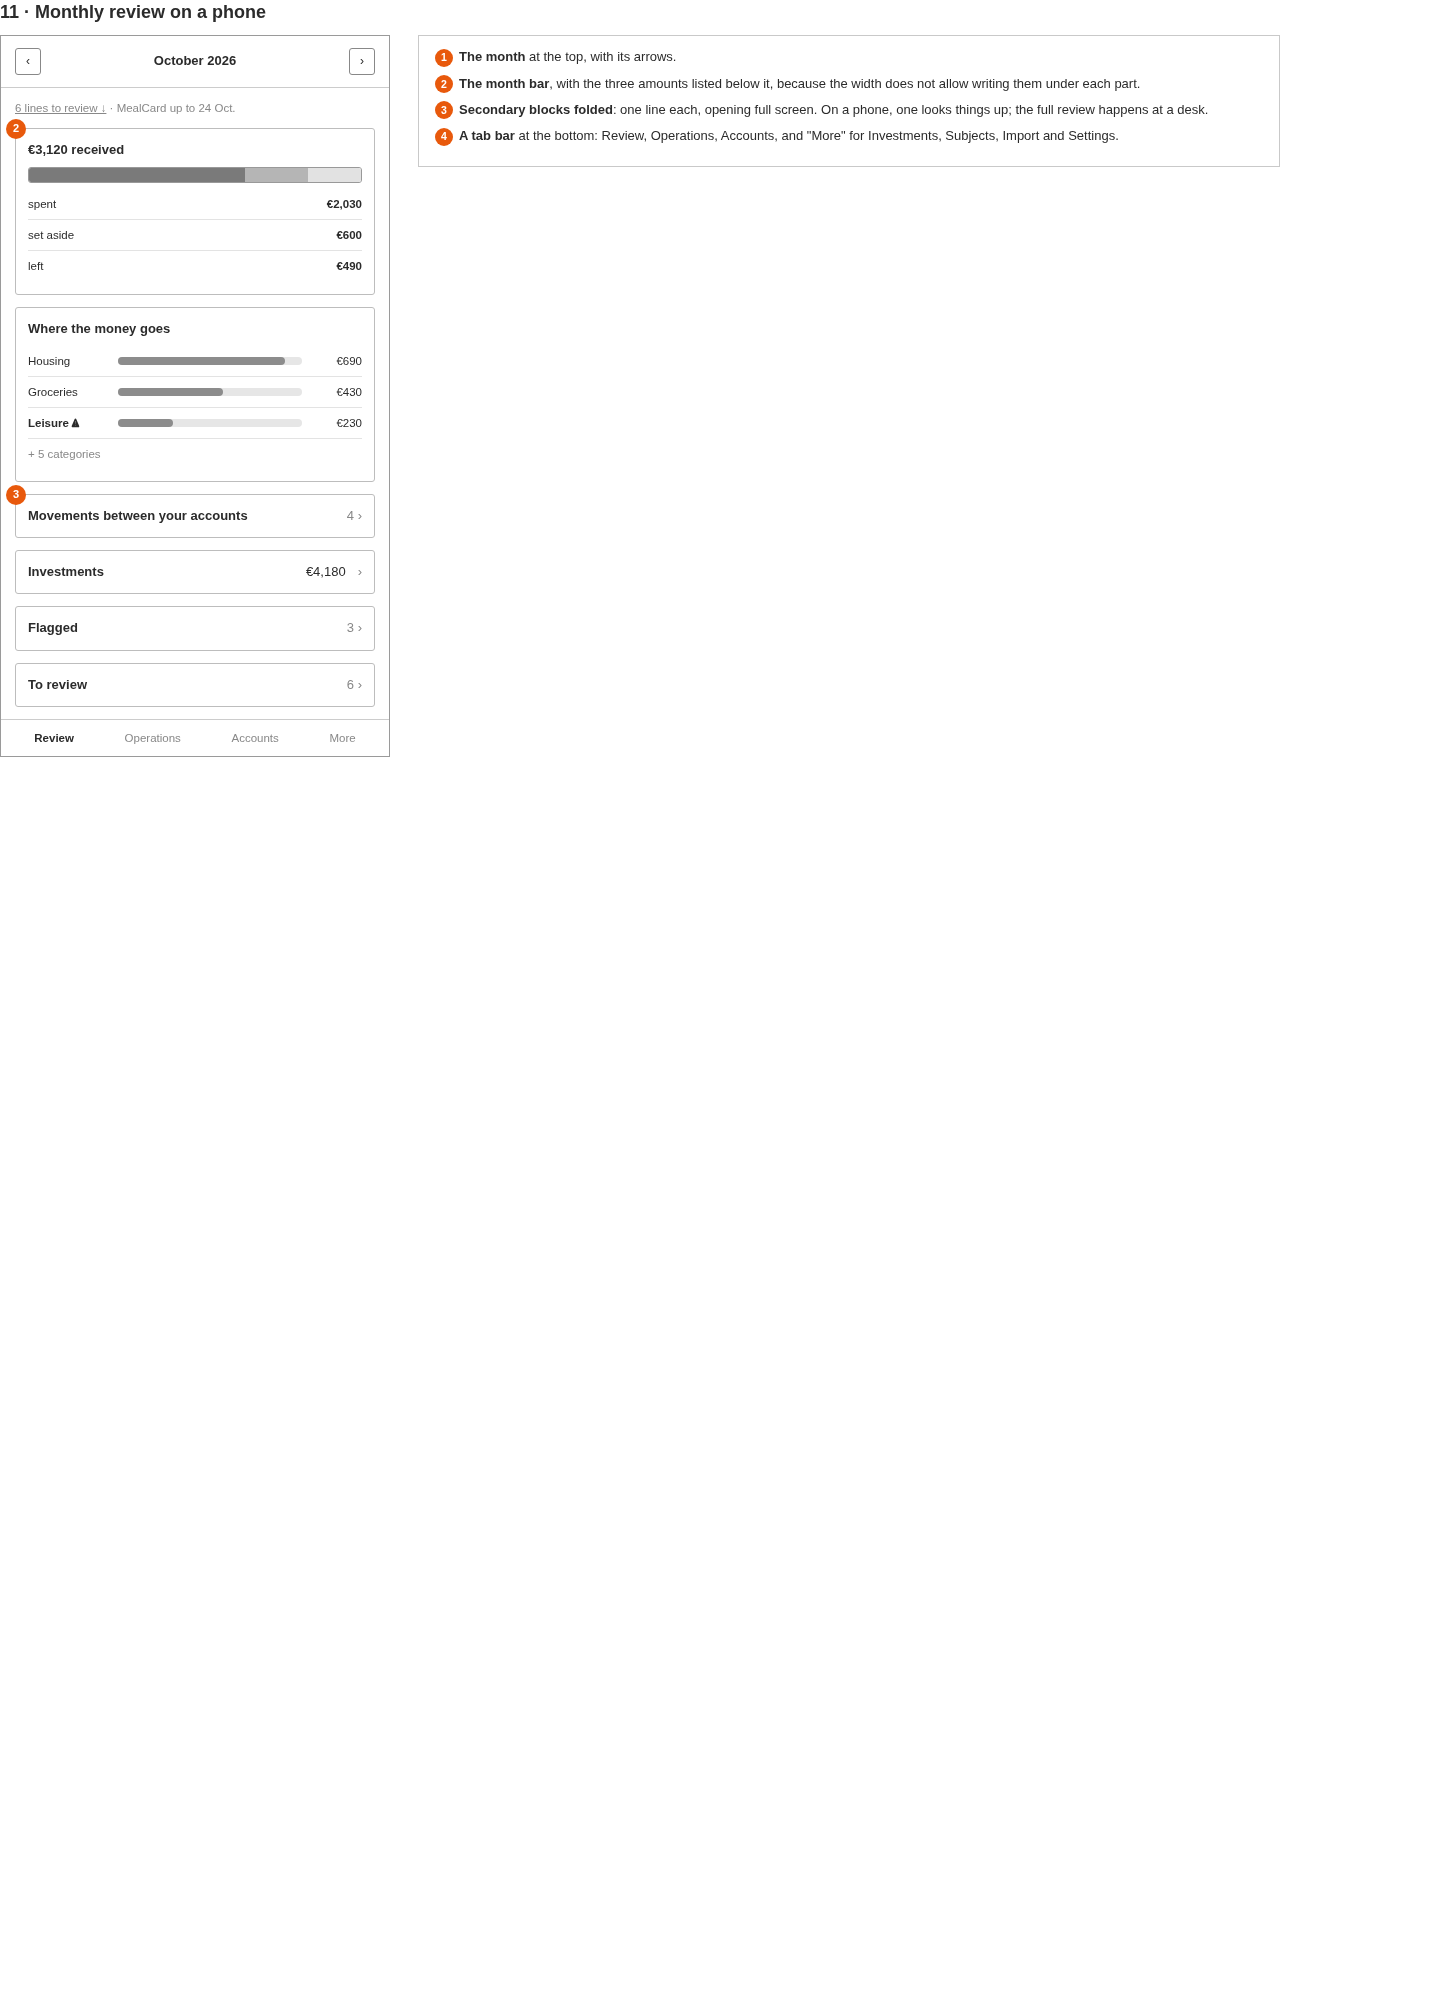 11 · Monthly review on a phone
‹ October 2026 ›
6 lines to review ↓ · MealCard up to 24 Oct.
2
€3,120 received
spent €2,030
set aside €600
left €490
Where the money goes
Housing €690
Groceries €430
Leisure ▲ €230
+ 5 categories
3
Movements between your accounts 4 ›
Investments €4,180 ›
Flagged 3 ›
To review 6 ›
Review Operations Accounts More
1 The month at the top, with its arrows.
2 The month bar, with the three amounts listed below it, because the width does not allow writing them under each part.
3 Secondary blocks folded: one line each, opening full screen. On a phone, one looks things up; the full review happens at a desk.
4 A tab bar at the bottom: Review, Operations, Accounts, and "More" for Investments, Subjects, Import and Settings.